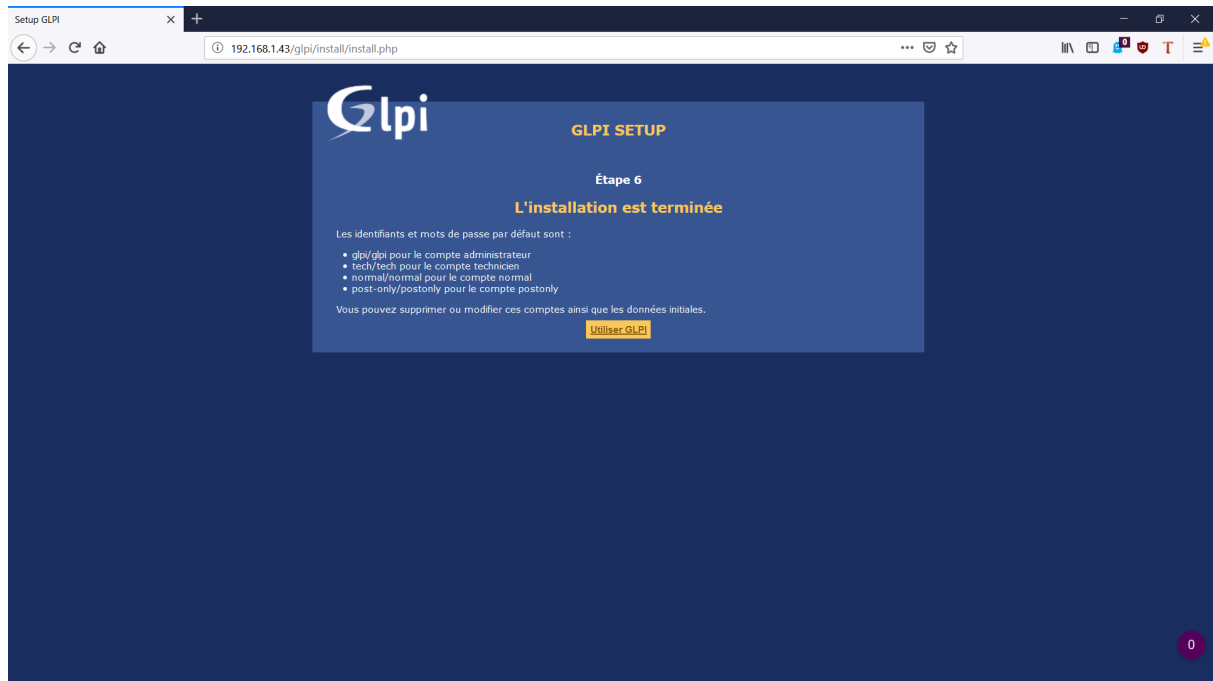 Setup GLPI
192.168.1.43/glpi/install/install.php
0
T
Glpi
GLPI SETUP
Étape 6
L'installation est terminée
Les identifiants et mots de passe par défaut sont :
• glpi/glpi pour le compte administrateur
• tech/tech pour le compte technicien
• normal/normal pour le compte normal
• post-only/postonly pour le compte postonly
Vous pouvez supprimer ou modifier ces comptes ainsi que les données initiales.
Utiliser GLPI
0